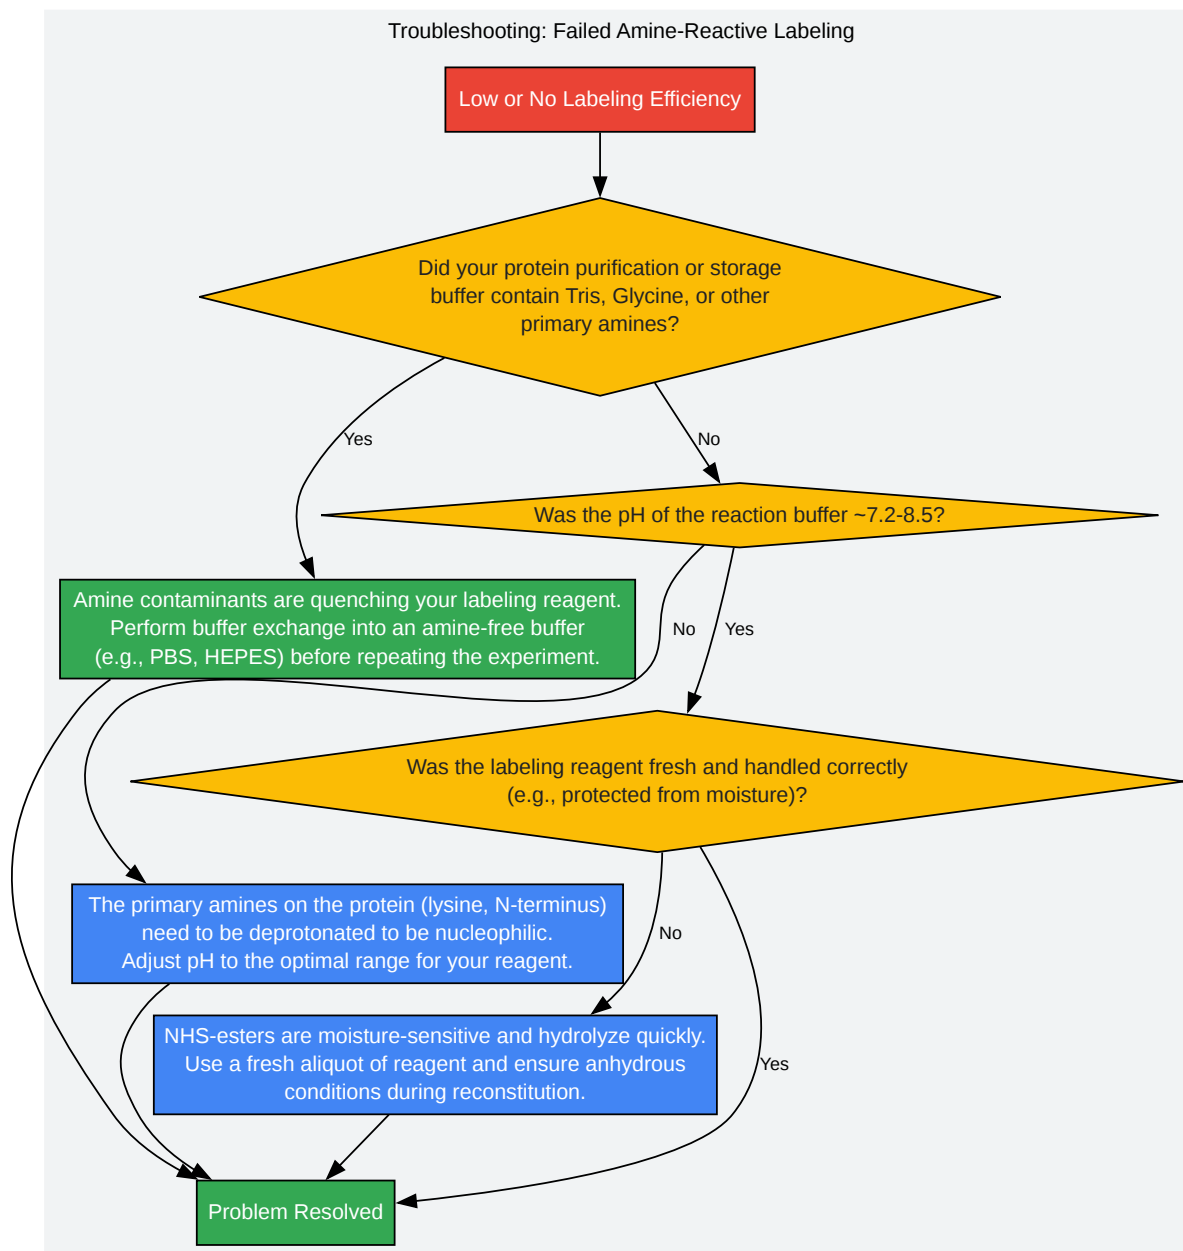 Troubleshooting: Failed Amine-Reactive Labeling
Low or No Labeling Efficiency
Did your protein purification or storage
buffer contain Tris, Glycine, or other
primary amines?
Yes
No
Was the pH of the reaction buffer ~7.2-8.5?
Amine contaminants are quenching your labeling reagent.
Perform buffer exchange into an amine-free buffer
(e.g., PBS, HEPES) before repeating the experiment.
No
Yes
Was the labeling reagent fresh and handled correctly
(e.g., protected from moisture)?
The primary amines on the protein (lysine, N-terminus)
need to be deprotonated to be nucleophilic.
Adjust pH to the optimal range for your reagent.
No
NHS-esters are moisture-sensitive and hydrolyze quickly.
Use a fresh aliquot of reagent and ensure anhydrous
conditions during reconstitution.
Yes
Problem Resolved